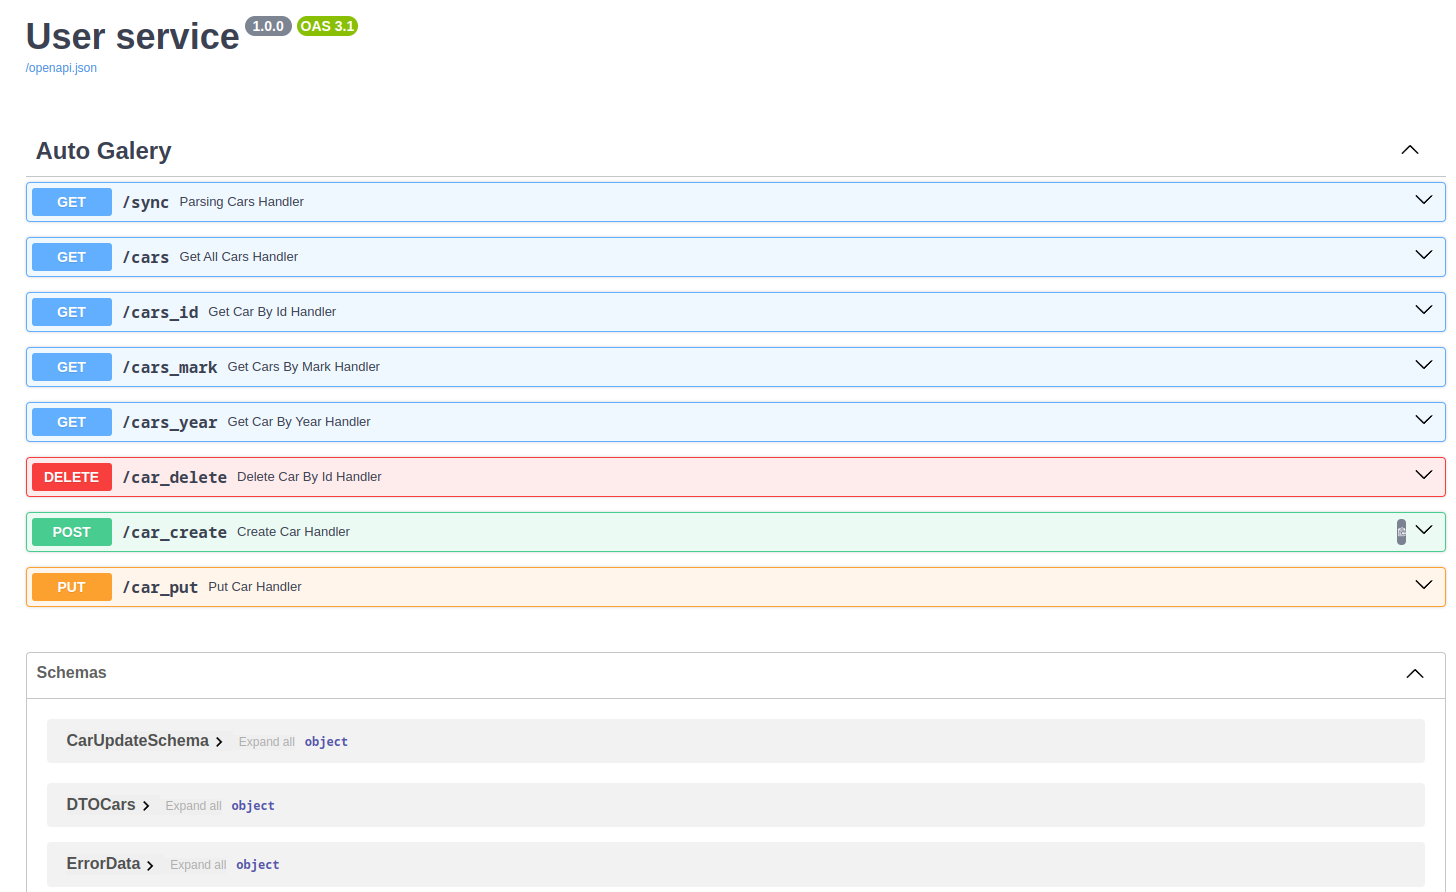 User service 1.0.0 OAS 3.1
/openapi.json
Auto Galery
GET /sync Parsing Cars Handler
GET /cars Get All Cars Handler
GET /cars_id Get Car By Id Handler
GET /cars_mark Get Cars By Mark Handler
GET /cars_year Get Car By Year Handler
DELETE /car_delete Delete Car By Id Handler
POST /car_create Create Car Handler
PUT /car_put Put Car Handler
Schemas
CarUpdateSchema Expand all object
DTOCars Expand all object
ErrorData Expand all object